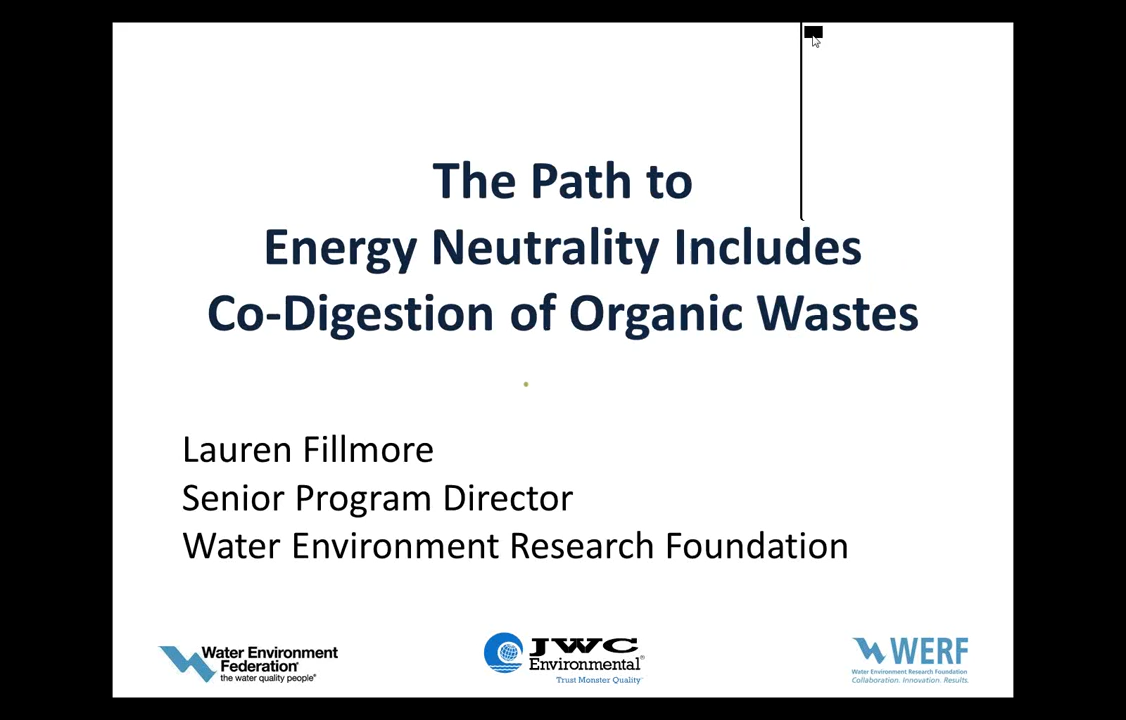 The Path to
Energy Neutrality Includes
Co-Digestion of Organic Wastes
Lauren Fillmore
Senior Program Director
Water Environment Research Foundation
Water Environment
Federation®
the water quality people®
JWC
Environmental®
Trust Monster Quality™
WERF
Water Environment Research Foundation
Collaboration. Innovation. Results.